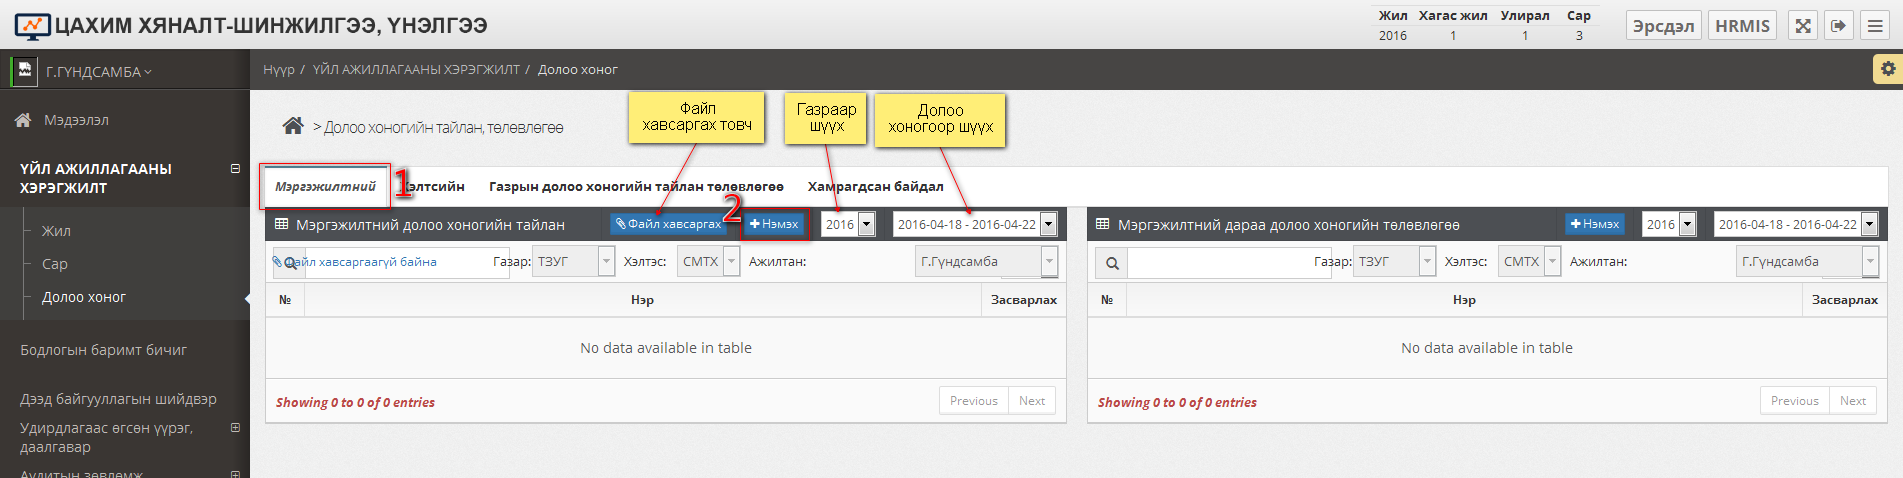 ЦАХИМ ХЯНАЛТ-ШИНЖИЛГЭЭ, ҮНЭЛГЭЭ
Жил Хагас жил Улирал Сар
2016 1 1 3
Эрсдэл HRMIS
Г.ГҮНДСАМБА
Нүүр / ҮЙЛ АЖИЛЛАГААНЫ ХЭРЭГЖИЛТ / Долоо хоног
Мэдээлэл
ҮЙЛ АЖИЛЛАГААНЫ
ХЭРЭГЖИЛТ
Жил
Сар
Долоо хоног
Бодлогын баримт бичиг
Дээд байгууллагын шийдвэр
Удирдлагаас өгсөн үүрэг,
даалгавар
Аудитын зөвлөмж
> Долоо хоногийн тайлан, төлөвлөгөө
Файл
хавсаргах товч
Газраар
шүүх
Долоо
хоногоор шүүх
Мэргэжилтний 1 Хэлтсийн Газрын долоо хоногийн тайлан төлөвлөгөө Хамрагдсан байдал
2
Мэргэжилтний долоо хоногийн тайлан Файл хавсаргах Нэмэх 2016 2016-04-18 - 2016-04-22
Файл хавсаргаагүй байна Газар: ТЗУГ Хэлтэс: СМТХ Ажилтан: Г.Гүндсамба
№ Нэр Засварлах
No data available in table
Showing 0 to 0 of 0 entries Previous Next
Мэргэжилтний дараа долоо хоногийн төлөвлөгөө Нэмэх 2016 2016-04-18 - 2016-04-22
Газар: ТЗУГ Хэлтэс: СМТХ Ажилтан: Г.Гүндсамба
№ Нэр Засварлах
No data available in table
Showing 0 to 0 of 0 entries Previous Next